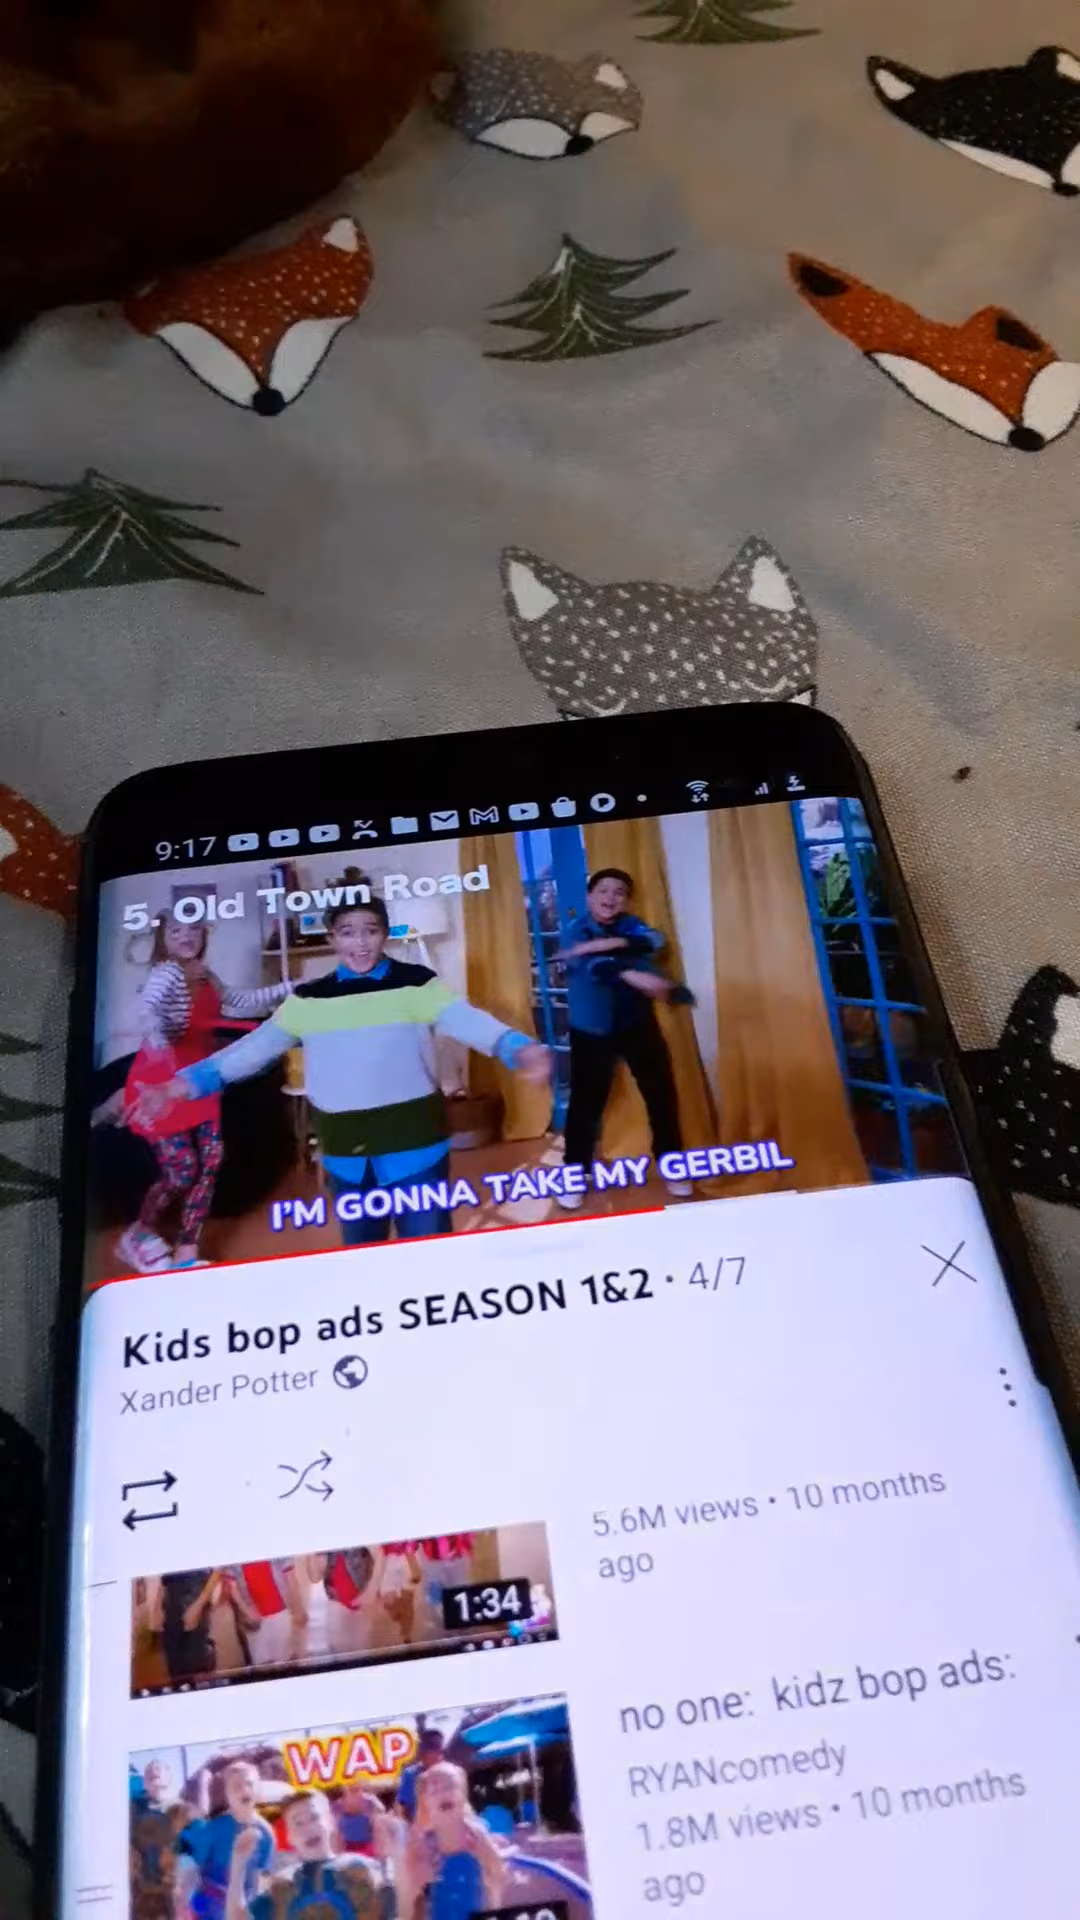 9:17
5. Old Town Road
I'M GONNA TAKE MY GERBIL
Kids bop ads SEASON 1&2 • 4/7
Xander Potter
5.6M views • 10 months
ago
1:34
no one: kidz bop ads:
WAP
RYANcomedy
1.8M views • 10 months
ago